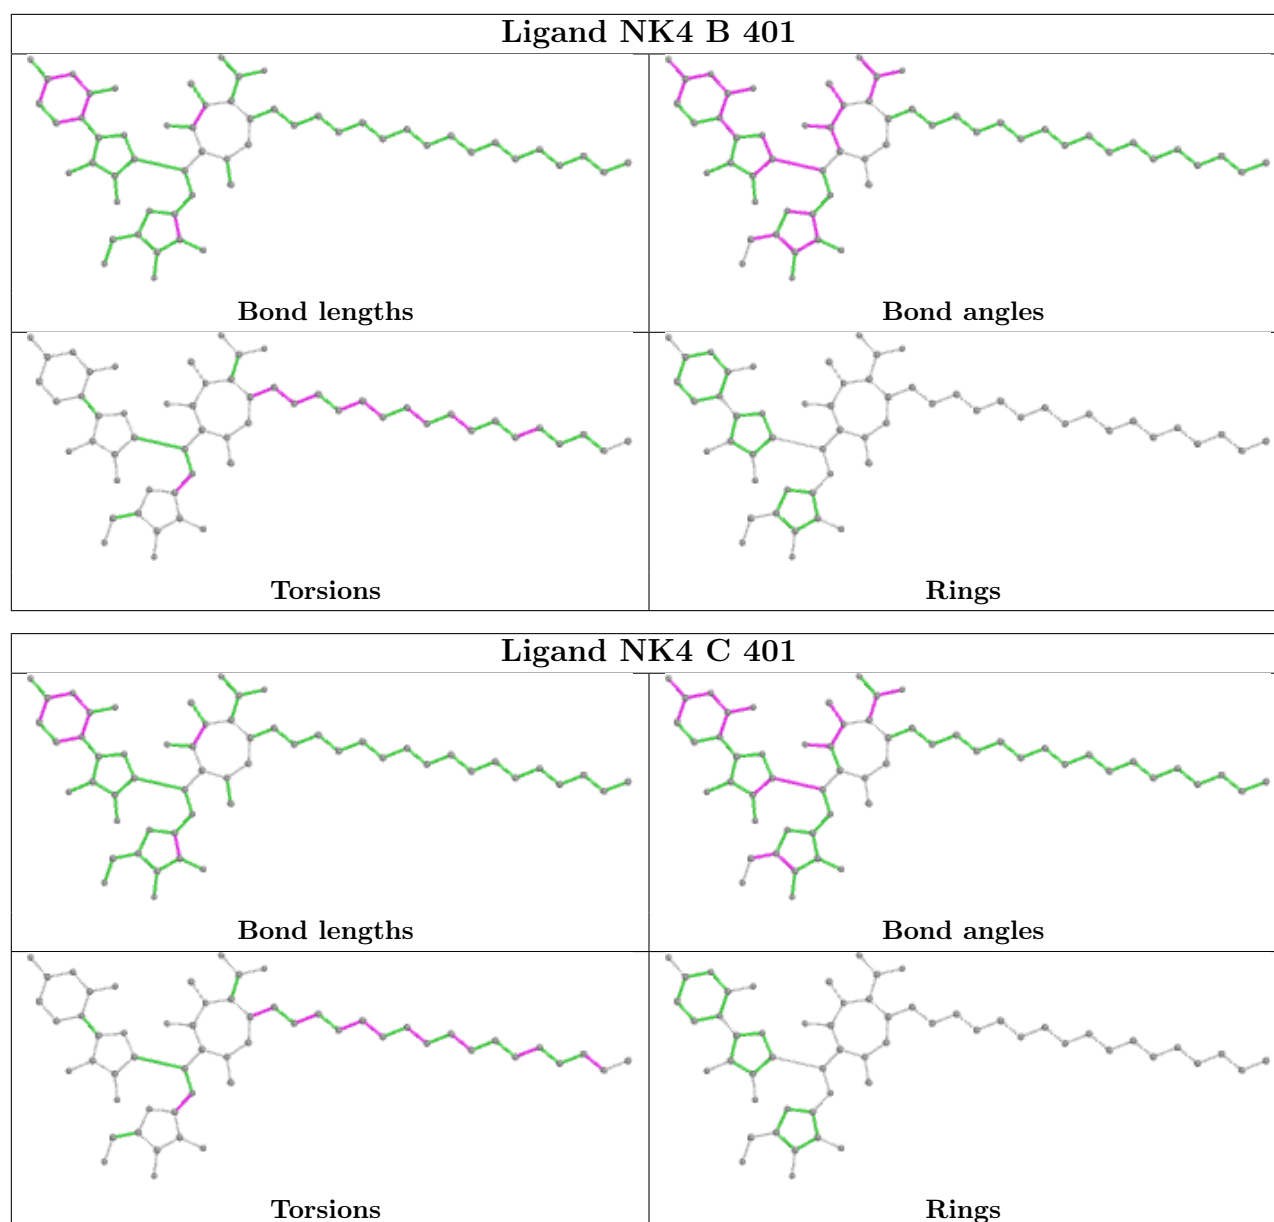 Ligand NK4 B 401
Bond lengths
Bond angles
Torsions
Rings
Ligand NK4 C 401
Bond lengths
Bond angles
Torsions
Rings